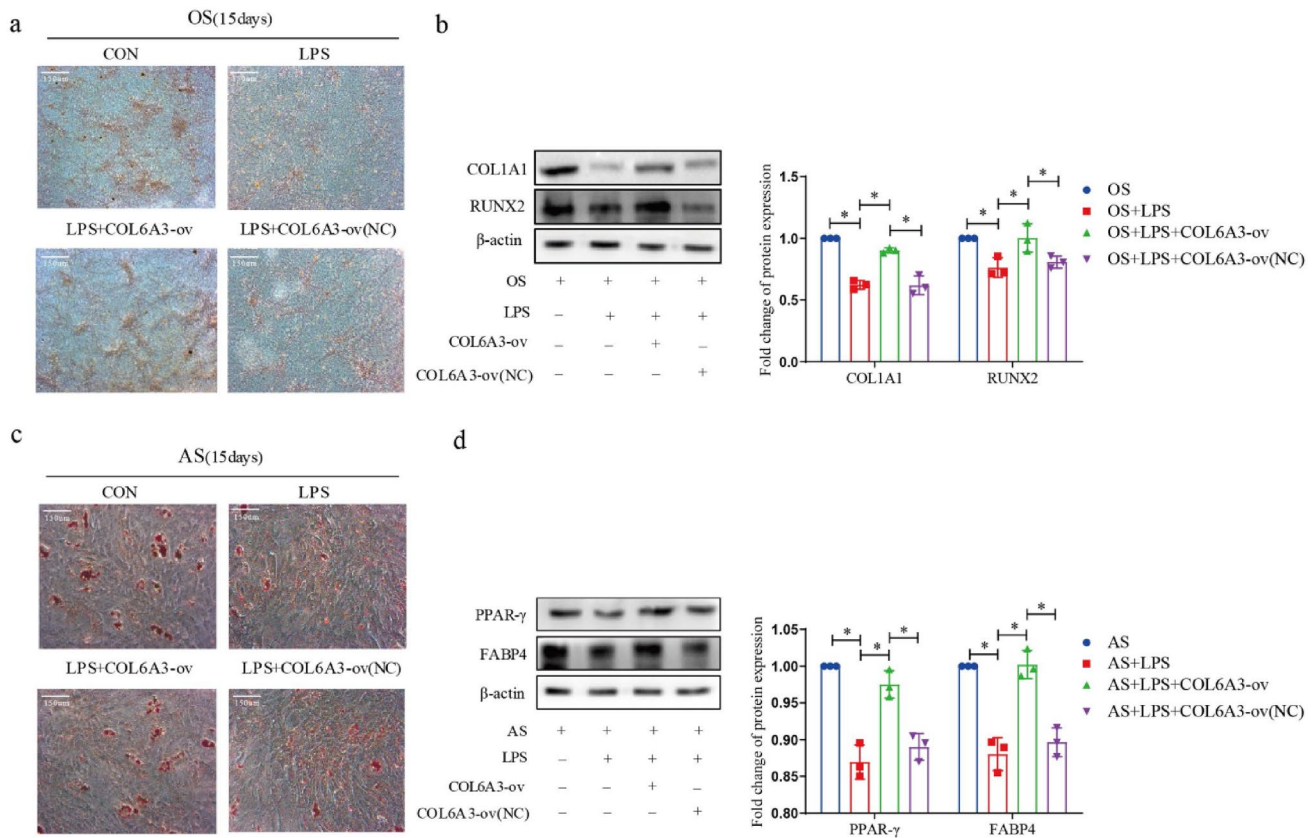 a
OS(15days)
CON LPS
150um 150um
LPS+COL6A3-ov LPS+COL6A3-ov(NC)
150um 150um
b
COL1A1
RUNX2
β-actin
OS + + + +
LPS – + + +
COL6A3-ov – – + –
COL6A3-ov(NC) – – – +
Fold change of protein expression
1.5
1.0
0.5
0.0
* * * * * *
COL1A1 RUNX2
OS
OS+LPS
OS+LPS+COL6A3-ov
OS+LPS+COL6A3-ov(NC)
c
AS(15days)
CON LPS
150um 150um
LPS+COL6A3-ov LPS+COL6A3-ov(NC)
150um 150um
d
PPAR-γ
FABP4
β-actin
AS + + + +
LPS – + + +
COL6A3-ov – – + –
COL6A3-ov(NC) – – – +
Fold change of protein expression
1.05
1.00
0.95
0.90
0.85
0.80
* * * * * *
PPAR-γ FABP4
AS
AS+LPS
AS+LPS+COL6A3-ov
AS+LPS+COL6A3-ov(NC)